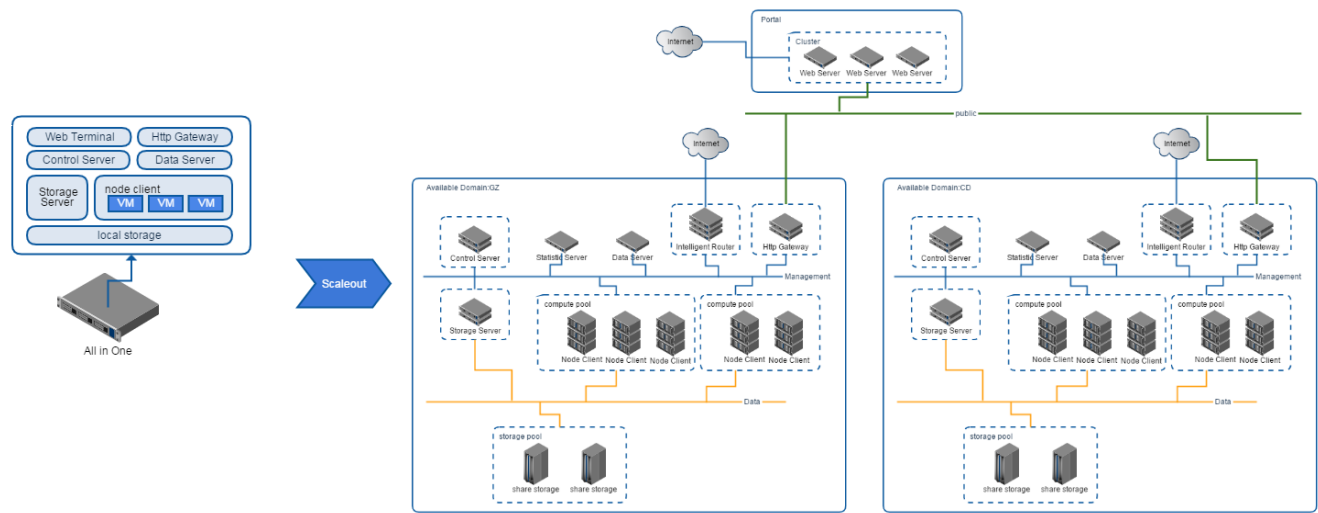 Web Terminal
Http Gateway
Control Server
Data Server
Storage
Server
node client
VM
VM
VM
local storage
All in One
Scaleout
Portal
Internet
Cluster
Web Server
Web Server
Web Server
public
Internet
Available Domain:GZ
Control Server
Statistic Server
Data Server
Intelligent Router
Http Gateway
Management
Storage Server
compute pool
Node Client
Node Client
Node Client
compute pool
Node Client
Node Client
Data
storage pool
share storage
share storage
Internet
Available Domain:CD
Control Server
Statistic Server
Data Server
Intelligent Router
Http Gateway
Management
Storage Server
compute pool
Node Client
Node Client
Node Client
compute pool
Node Client
Node Client
Data
storage pool
share storage
share storage